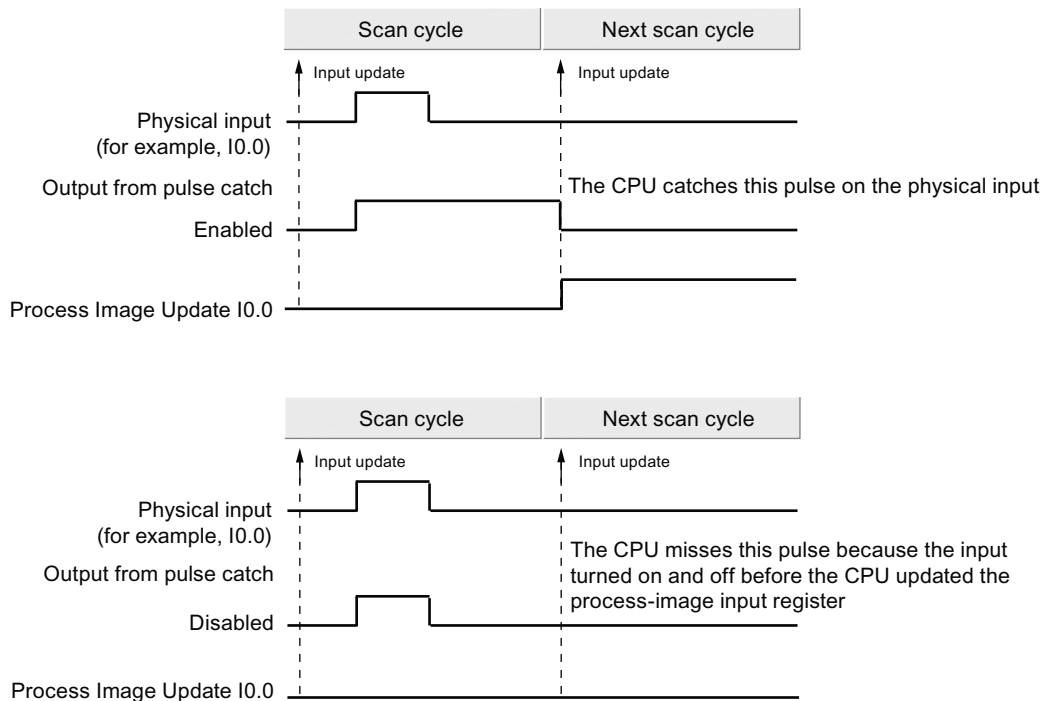 Scan cycle
Next scan cycle
Input update
Input update
Physical input
(for example, I0.0)
Output from pulse catch
The CPU catches this pulse on the physical input
Enabled
Process Image Update I0.0
Scan cycle
Next scan cycle
Input update
Input update
Physical input
(for example, I0.0)
Output from pulse catch
The CPU misses this pulse because the input
turned on and off before the CPU updated the
process-image input register
Disabled
Process Image Update I0.0